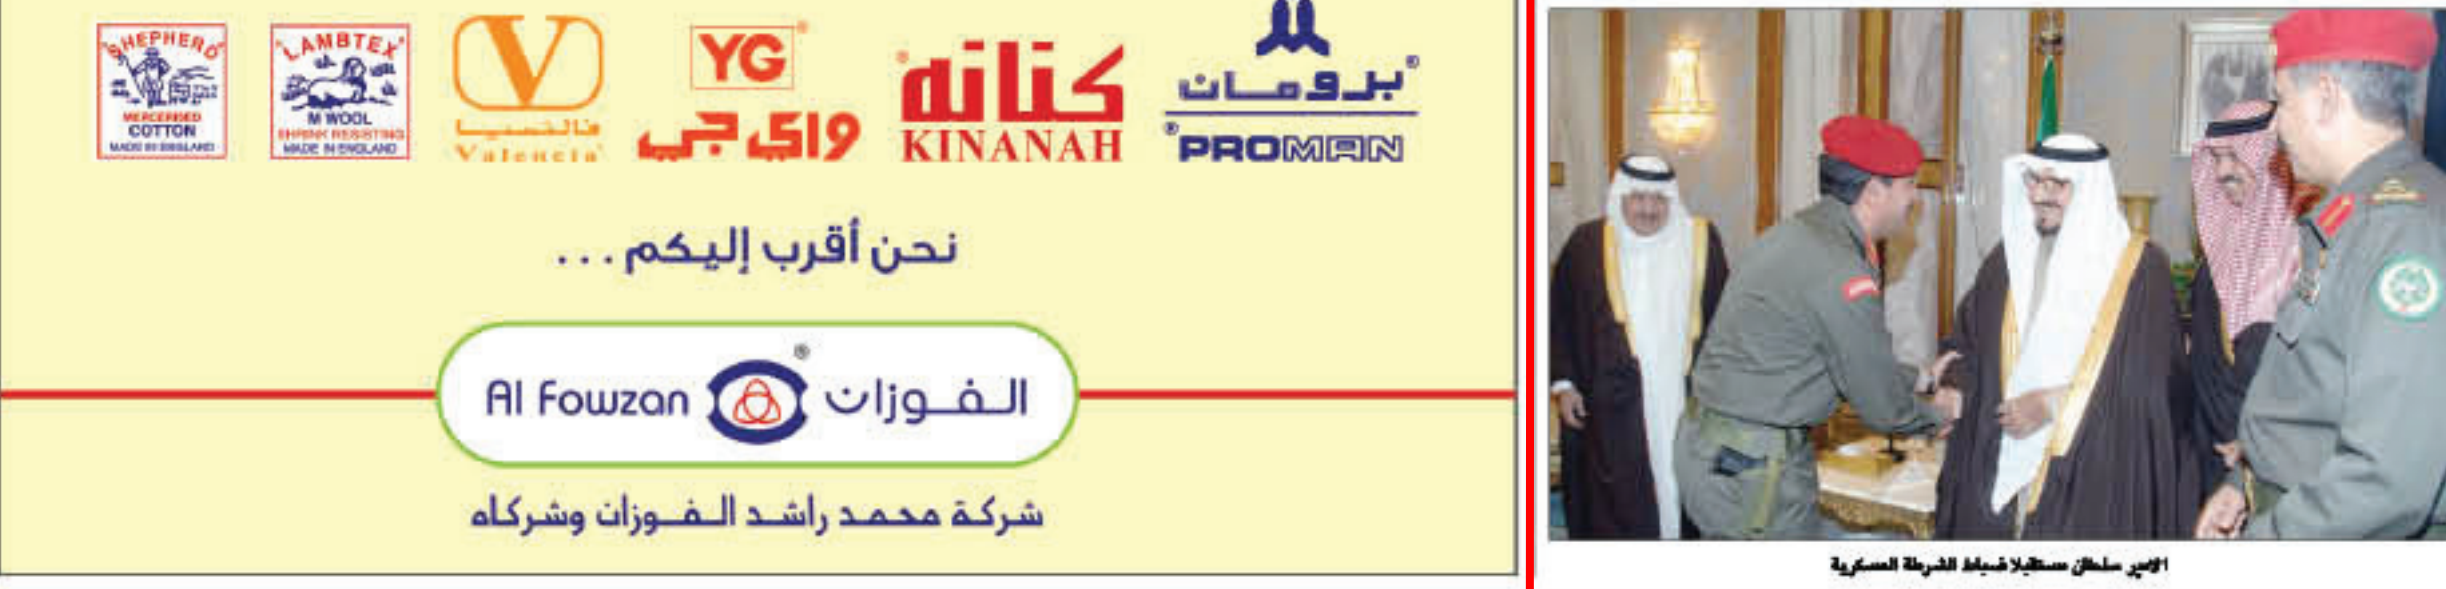 SHEPHERD
MERCERISED
COTTON
MADE IN ENGLAND
LAMBTEX
M WOOL
SHRINK RESISTING
MADE IN ENGLAND
V
فالنسيا
Valencia
YG
واي جي
كنانه
KINANAH
برومان
PROMAN
نحن أقرب إليكم ...
Al Fowzan الفوزان
شركة محمد راشد الفوزان وشركاه
الامير سلطان مستقبلا ضباط الشرطة العسكرية